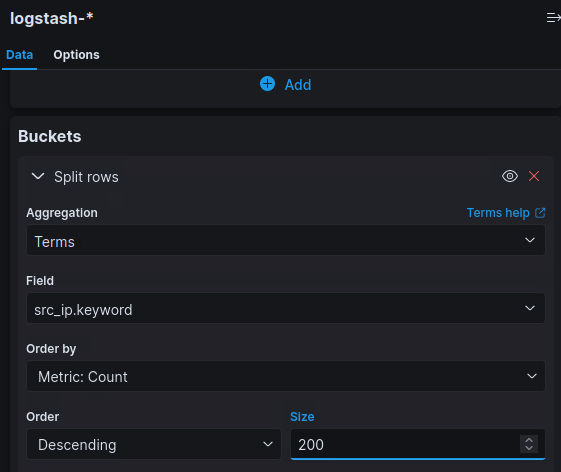 logstash-*
Data Options
Add
Buckets
Split rows
Aggregation Terms help
Terms
Field
src_ip.keyword
Order by
Metric: Count
Order Size
Descending 200